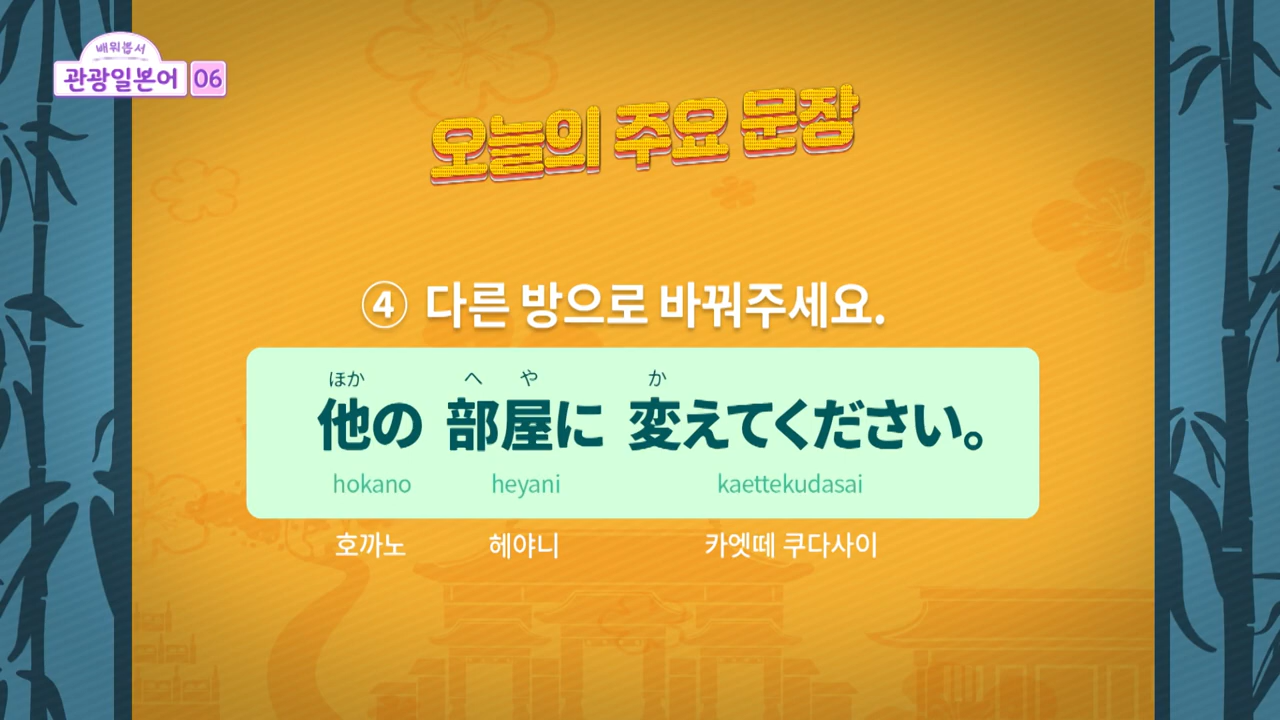 배워봅서
관광일본어 06
오늘의 주요 문장
④ 다른 방으로 바꿔주세요.
ほか へ や か
他の 部屋に 変えてください。
hokano heyani kaettekudasai
호까노 헤야니 카엣떼 쿠다사이